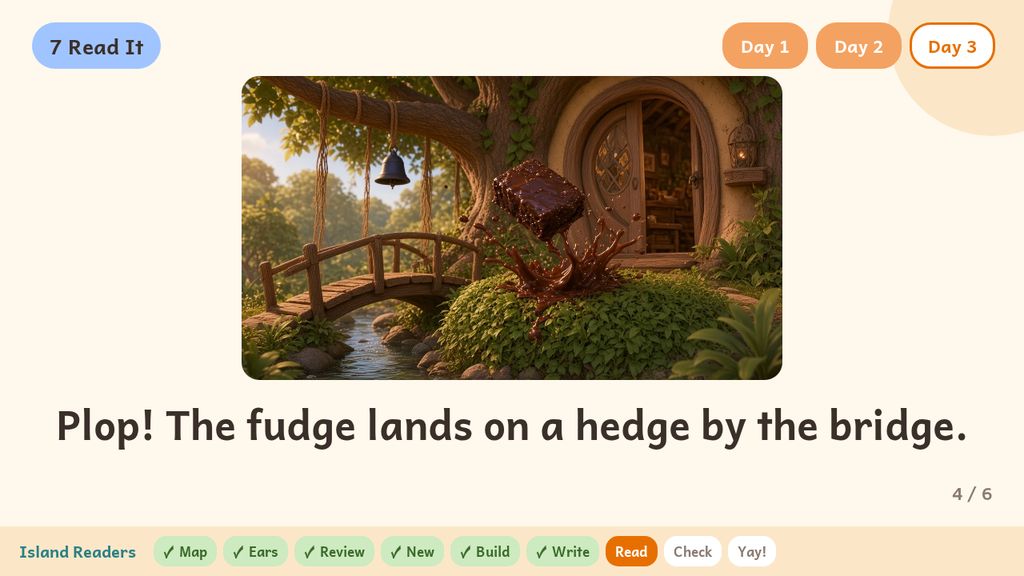 7 Read It
Day 1
Day 2
Day 3
Plop! The fudge lands on a hedge by the bridge.
4 / 6
Island Readers
✓ Map
✓ Ears
✓ Review
✓ New
✓ Build
✓ Write
Read
Check
Yay!